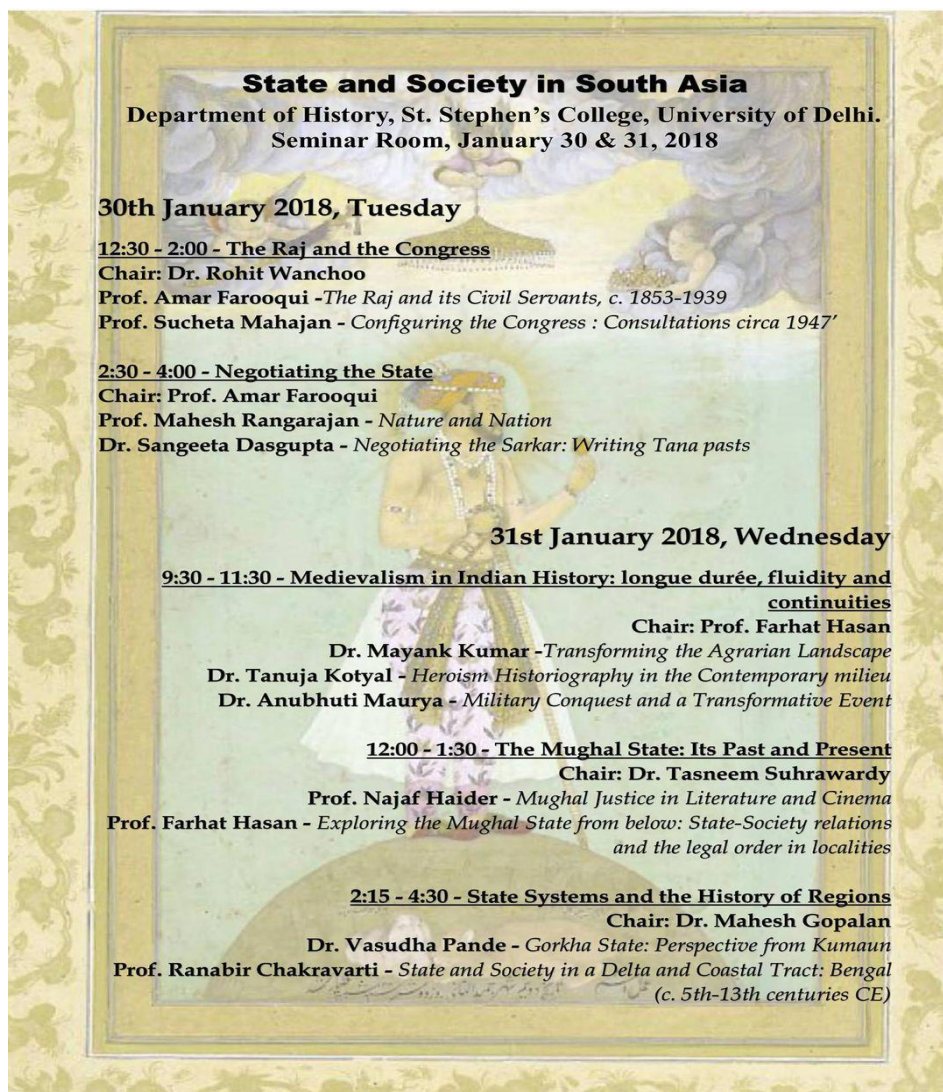 State and Society in South Asia
Department of History, St. Stephen’s College, University of Delhi.
Seminar Room, January 30 & 31, 2018
30th January 2018, Tuesday
12:30 - 2:00 - The Raj and the Congress
Chair: Dr. Rohit Wanchoo
Prof. Amar Farooqui -The Raj and its Civil Servants, c. 1853-1939
Prof. Sucheta Mahajan - Configuring the Congress : Consultations circa 1947’
2:30 - 4:00 - Negotiating the State
Chair: Prof. Amar Farooqui
Prof. Mahesh Rangarajan - Nature and Nation
Dr. Sangeeta Dasgupta - Negotiating the Sarkar: Writing Tana pasts
31st January 2018, Wednesday
9:30 - 11:30 - Medievalism in Indian History: longue durée, fluidity and
continuities
Chair: Prof. Farhat Hasan
Dr. Mayank Kumar -Transforming the Agrarian Landscape
Dr. Tanuja Kotyal - Heroism Historiography in the Contemporary milieu
Dr. Anubhuti Maurya - Military Conquest and a Transformative Event
12:00 - 1:30 - The Mughal State: Its Past and Present
Chair: Dr. Tasneem Suhrawardy
Prof. Najaf Haider - Mughal Justice in Literature and Cinema
Prof. Farhat Hasan - Exploring the Mughal State from below: State-Society relations
and the legal order in localities
2:15 - 4:30 - State Systems and the History of Regions
Chair: Dr. Mahesh Gopalan
Dr. Vasudha Pande - Gorkha State: Perspective from Kumaun
Prof. Ranabir Chakravarti - State and Society in a Delta and Coastal Tract: Bengal
(c. 5th-13th centuries CE)